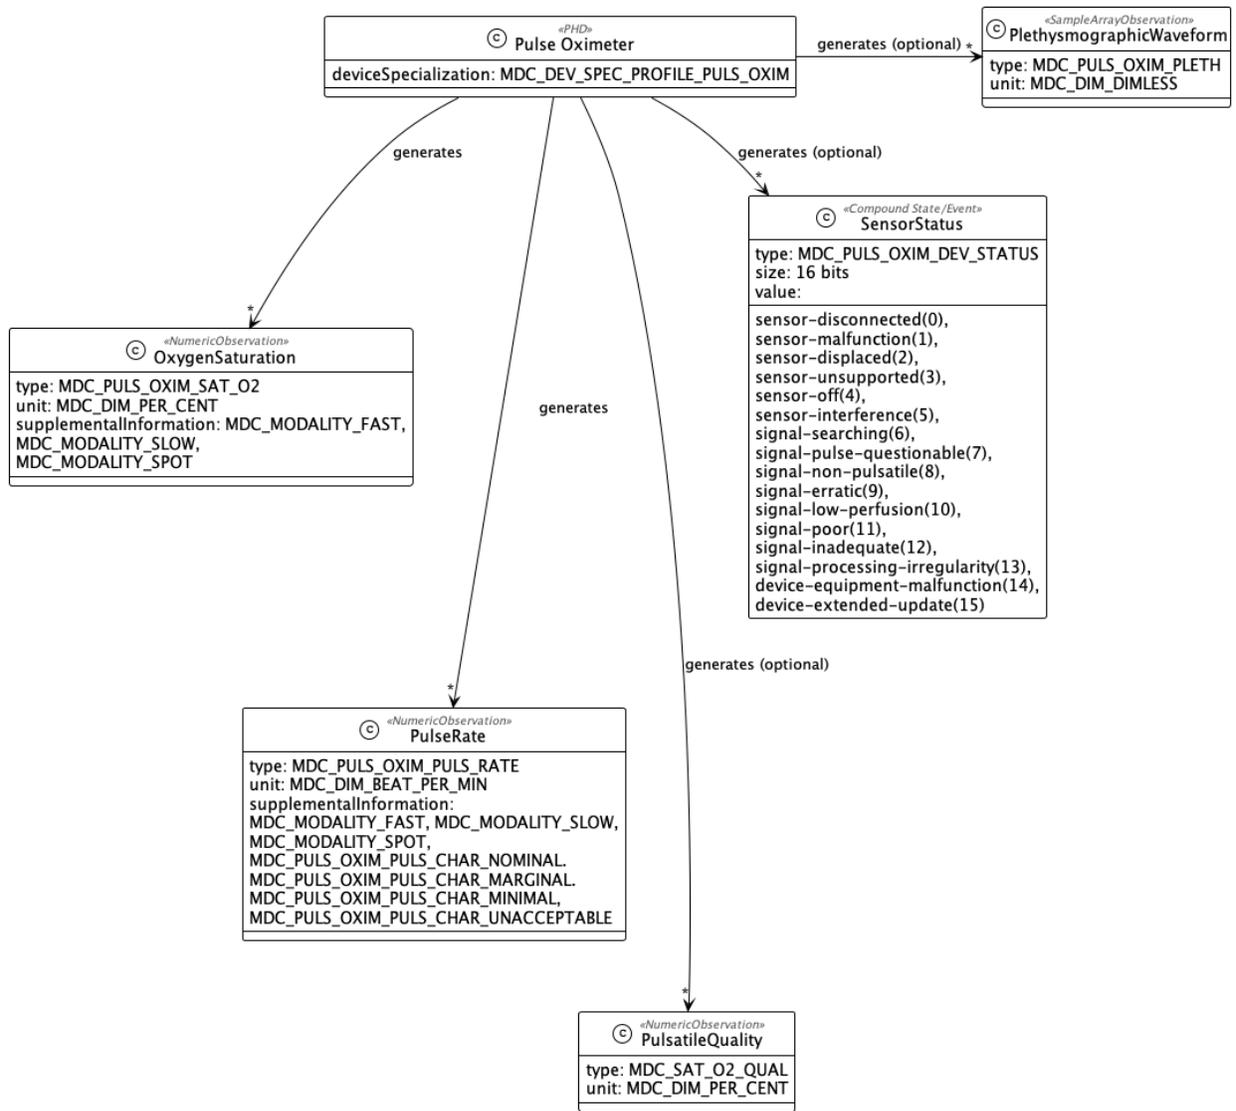 C
«PHD»
Pulse Oximeter
deviceSpecialization: MDC_DEV_SPEC_PROFILE_PULS_OXIM
generates (optional)
*
C
«SampleArrayObservation»
PlethysmographicWaveform
type: MDC_PULS_OXIM_PLETH
unit: MDC_DIM_DIMLESS
generates
*
generates (optional)
*
C
«Compound State/Event»
SensorStatus
type: MDC_PULS_OXIM_DEV_STATUS
size: 16 bits
value:
sensor-disconnected(0),
sensor-malfunction(1),
sensor-displaced(2),
sensor-unsupported(3),
sensor-off(4),
sensor-interference(5),
signal-searching(6),
signal-pulse-questionable(7),
signal-non-pulsatile(8),
signal-erratic(9),
signal-low-perfusion(10),
signal-poor(11),
signal-inadequate(12),
signal-processing-irregularity(13),
device-equipment-malfunction(14),
device-extended-update(15)
C
«NumericObservation»
OxygenSaturation
type: MDC_PULS_OXIM_SAT_O2
unit: MDC_DIM_PER_CENT
supplementalInformation: MDC_MODALITY_FAST,
MDC_MODALITY_SLOW,
MDC_MODALITY_SPOT
generates
*
generates (optional)
*
C
«NumericObservation»
PulseRate
type: MDC_PULS_OXIM_PULS_RATE
unit: MDC_DIM_BEAT_PER_MIN
supplementalInformation:
MDC_MODALITY_FAST, MDC_MODALITY_SLOW,
MDC_MODALITY_SPOT,
MDC_PULS_OXIM_PULS_CHAR_NOMINAL.
MDC_PULS_OXIM_PULS_CHAR_MARGINAL.
MDC_PULS_OXIM_PULS_CHAR_MINIMAL,
MDC_PULS_OXIM_PULS_CHAR_UNACCEPTABLE
C
«NumericObservation»
PulsatileQuality
type: MDC_SAT_O2_QUAL
unit: MDC_DIM_PER_CENT